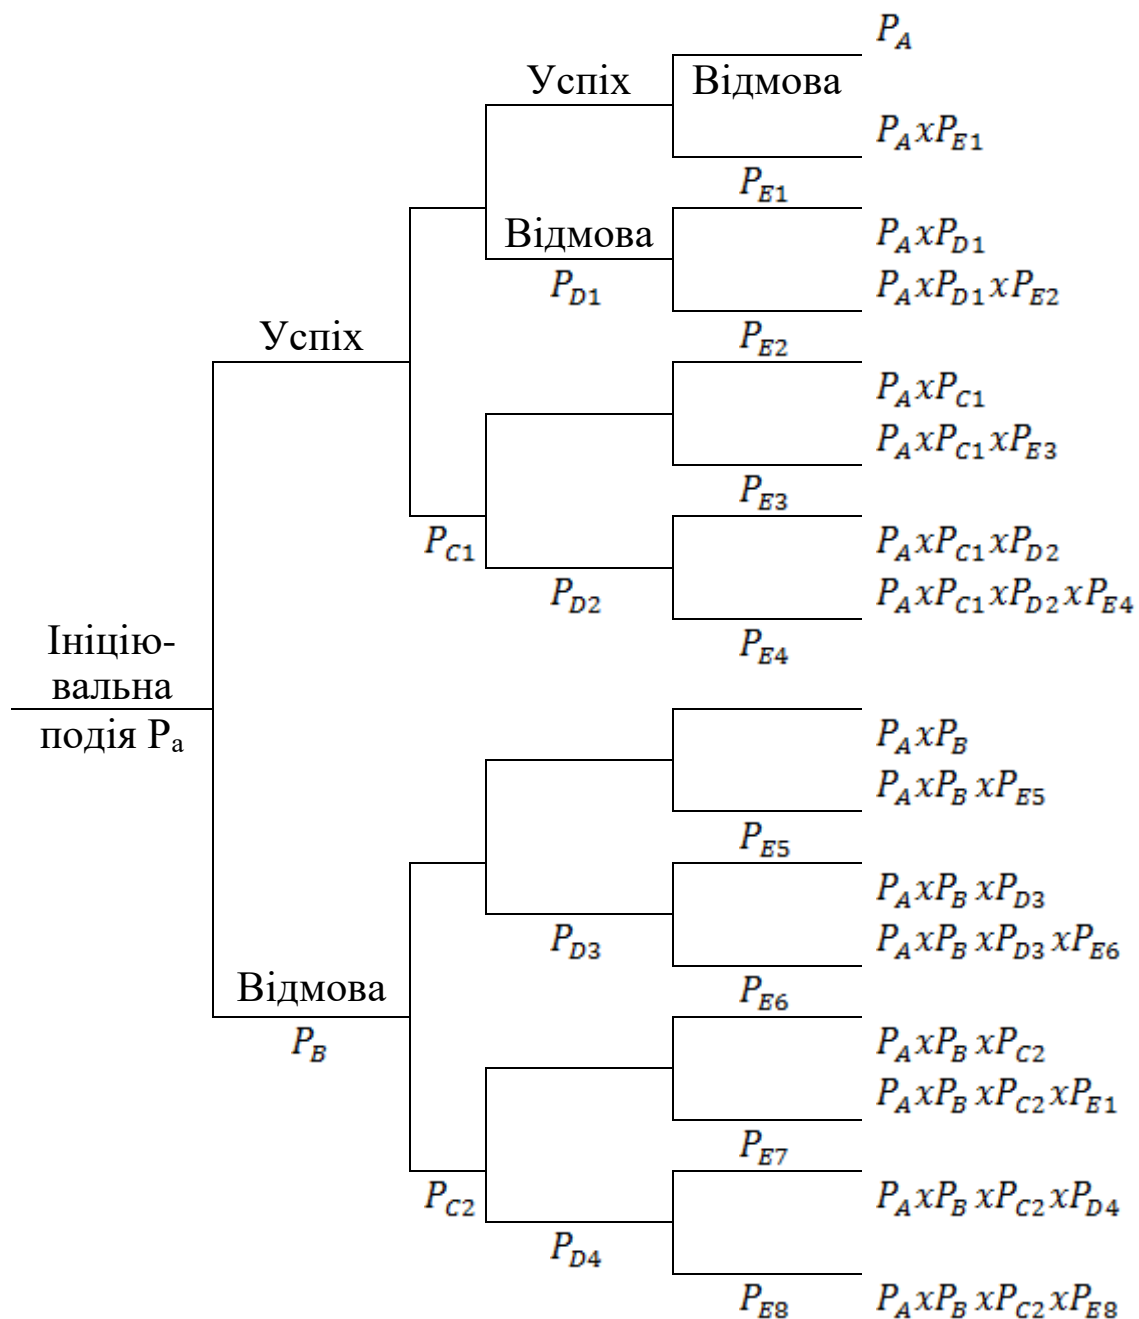 P_A
Успіх
Відмова
P_A x P_E1
P_E1
Відмова
P_A x P_D1
P_D1
P_A x P_D1 x P_E2
Успіх
P_E2
P_A x P_C1
P_A x P_C1 x P_E3
P_E3
P_C1
P_A x P_C1 x P_D2
P_D2
P_A x P_C1 x P_D2 x P_E4
P_E4
Ініцію-
вальна
подія Pа
P_A x P_B
P_A x P_B x P_E5
P_E5
P_A x P_B x P_D3
P_D3
P_A x P_B x P_D3 x P_E6
Відмова
P_E6
P_B
P_A x P_B x P_C2
P_A x P_B x P_C2 x P_E1
P_E7
P_C2
P_A x P_B x P_C2 x P_D4
P_D4
P_E8
P_A x P_B x P_C2 x P_E8